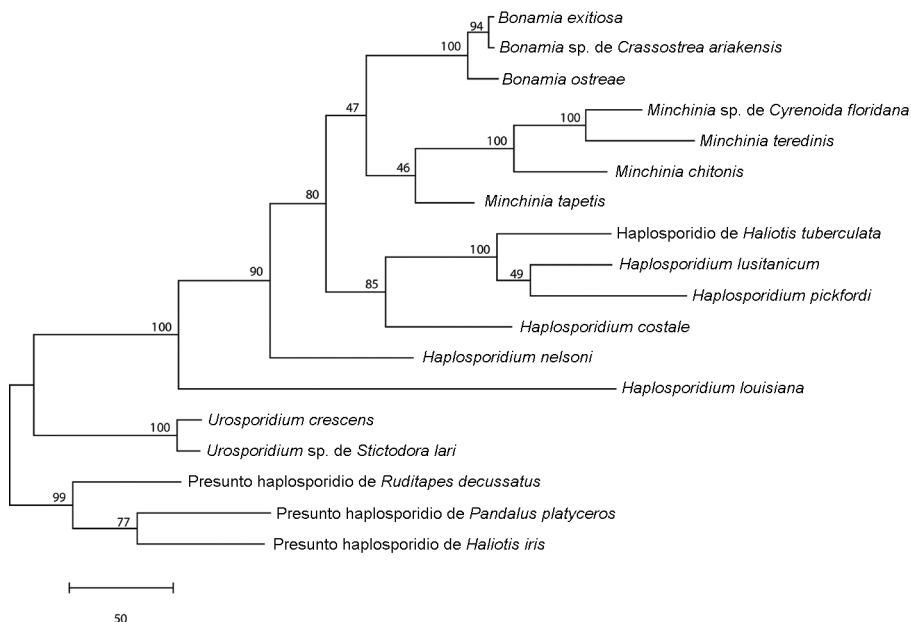 Bonamia exitiosa
94
Bonamia sp. de Crassostrea ariakensis
100
Bonamia ostreae
47
Minchinia sp. de Cyrenoida floridana
100
Minchinia teredinis
100
Minchinia chitonis
46
Minchinia tapetis
80
Haplosporidio de Haliotis tuberculata
100
Haplosporidium lusitanicum
49
Haplosporidium pickfordi
85
Haplosporidium costale
90
Haplosporidium nelsoni
100
Haplosporidium louisiana
Urosporidium crescens
100
Urosporidium sp. de Stictodora lari
Presunto haplosporidio de Ruditapes decussatus
99
Presunto haplosporidio de Pandalus platyceros
77
Presunto haplosporidio de Haliotis iris
50